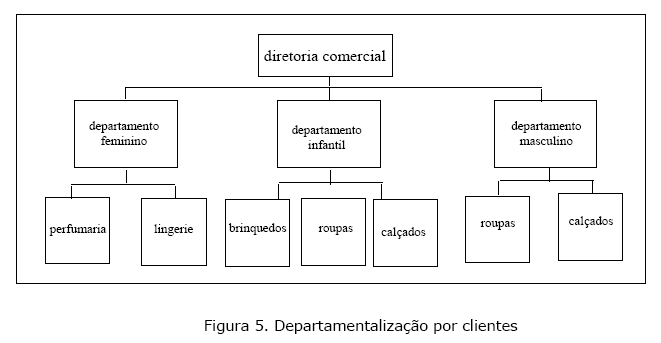 diretoria comercial
departamento
feminino
departamento
infantil
departamento
masculino
perfumaria
lingerie
brinquedos
roupas
calçados
roupas
calçados
Figura 5. Departamentalização por clientes